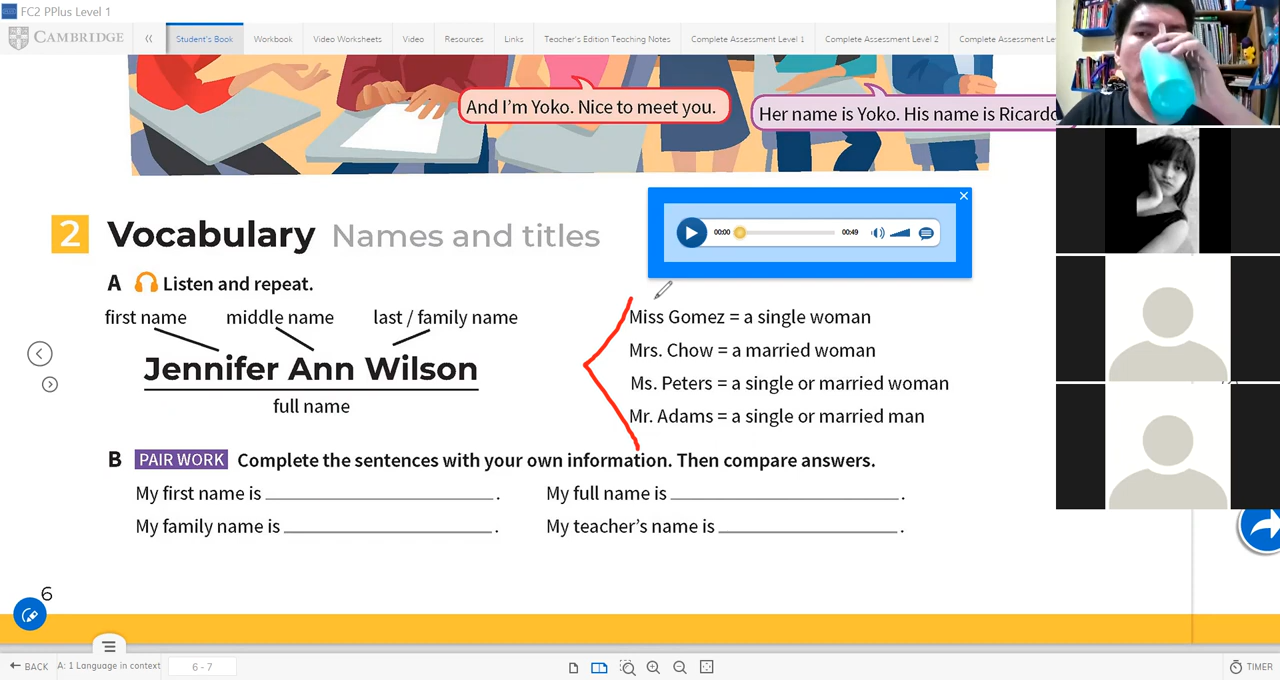 FC2 PPlus Level 1
CAMBRIDGE
Student's Book
Workbook
Video Worksheets
Video
Resources
Links
Teacher's Edition Teaching Notes
Complete Assessment Level 1
Complete Assessment Level 2
Complete Assessment Le
And I'm Yoko. Nice to meet you.
Her name is Yoko. His name is Ricardo
2 Vocabulary Names and titles
00:00
00:49
A Listen and repeat.
first name middle name last / family name
Jennifer Ann Wilson
full name
Miss Gomez = a single woman
Mrs. Chow = a married woman
Ms. Peters = a single or married woman
Mr. Adams = a single or married man
B PAIR WORK Complete the sentences with your own information. Then compare answers.
My first name is .
My full name is .
My family name is .
My teacher's name is .
6
BACK
A: 1 Language in context
6 - 7
TIMER